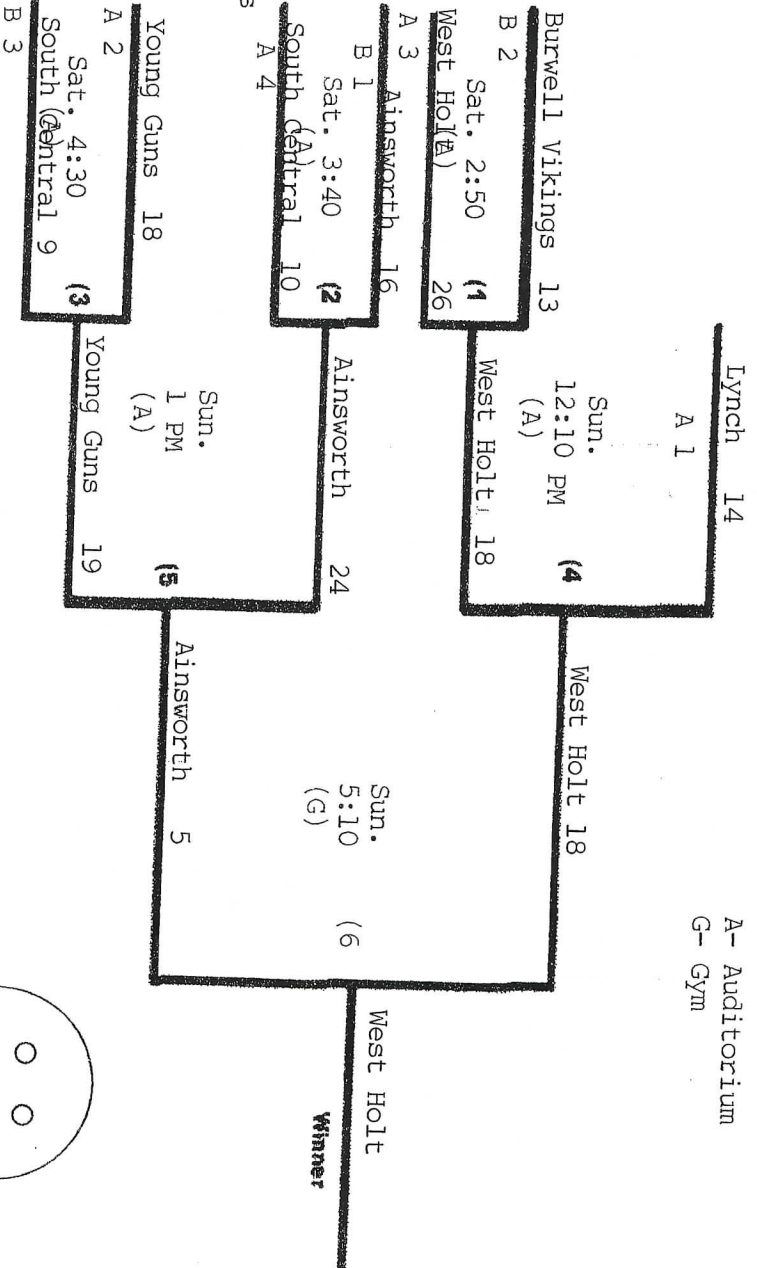 A- Auditorium
G- Gym
Lynch 14
A 1
Sun.
12:10 PM
(A)
(4
Burwell Vikings 13
B 2
Sat. 2:50
(1
(A)
West Holt 26
A 3
West Holt 18
West Holt 18
Ainsworth 16
B 1
Sat. 3:40
(2
(A)
South Central 10
A 4
Ainsworth 24
Sun.
1 PM
(A)
(5
Young Guns 18
A 2
Sat. 4:30
(3
(A)
South Central 9
B 3
Young Guns 19
Ainsworth 5
Sun.
5:10
(G)
(6
West Holt
Winner